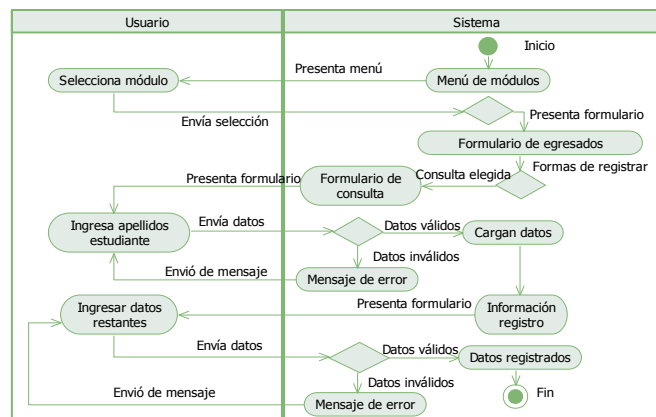 Usuario
Sistema
Inicio
Presenta menú
Selecciona módulo
Menú de módulos
Envía selección
Presenta formulario
Formulario de egresados
Formas de registrar
Consulta elegida
Presenta formulario
Formulario de
consulta
Ingresa apellidos
estudiante
Envía datos
Datos válidos
Cargan datos
Datos inválidos
Envió de mensaje
Mensaje de error
Ingresar datos
restantes
Presenta formulario
Información
registro
Envía datos
Datos válidos
Datos registrados
Datos inválidos
Envió de mensaje
Mensaje de error
Fin